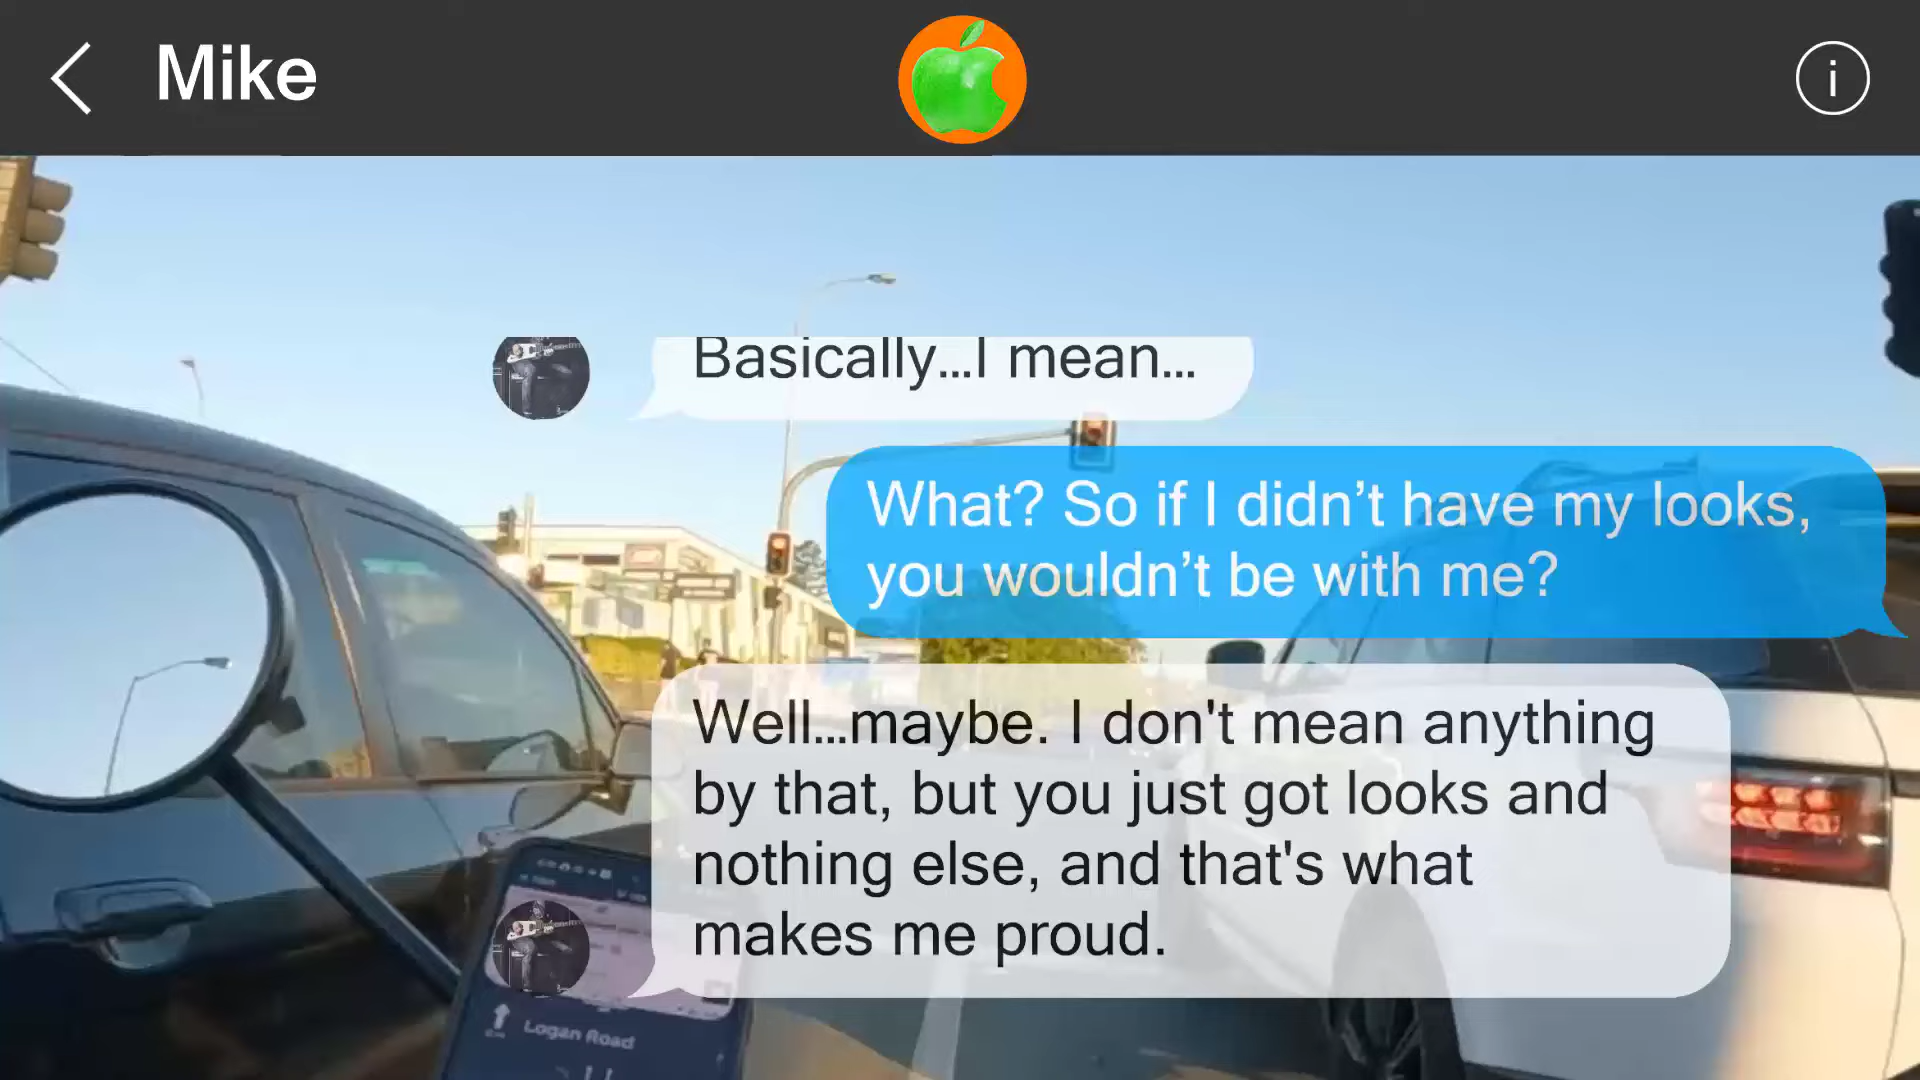 Mike
i
Basically...I mean...
What? So if I didn’t have my looks,
you wouldn’t be with me?
Well...maybe. I don't mean anything
by that, but you just got looks and
nothing else, and that's what
makes me proud.
Logan Road